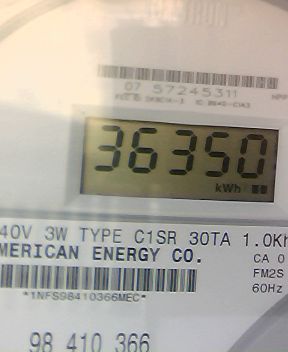 07 57245311
36350
kWh
40V 3W TYPE C1SR 30TA 1.0Kh
MERICAN ENERGY CO. CA 0
FM2S
*1NFS98410366MEC* 60Hz
98 410 366